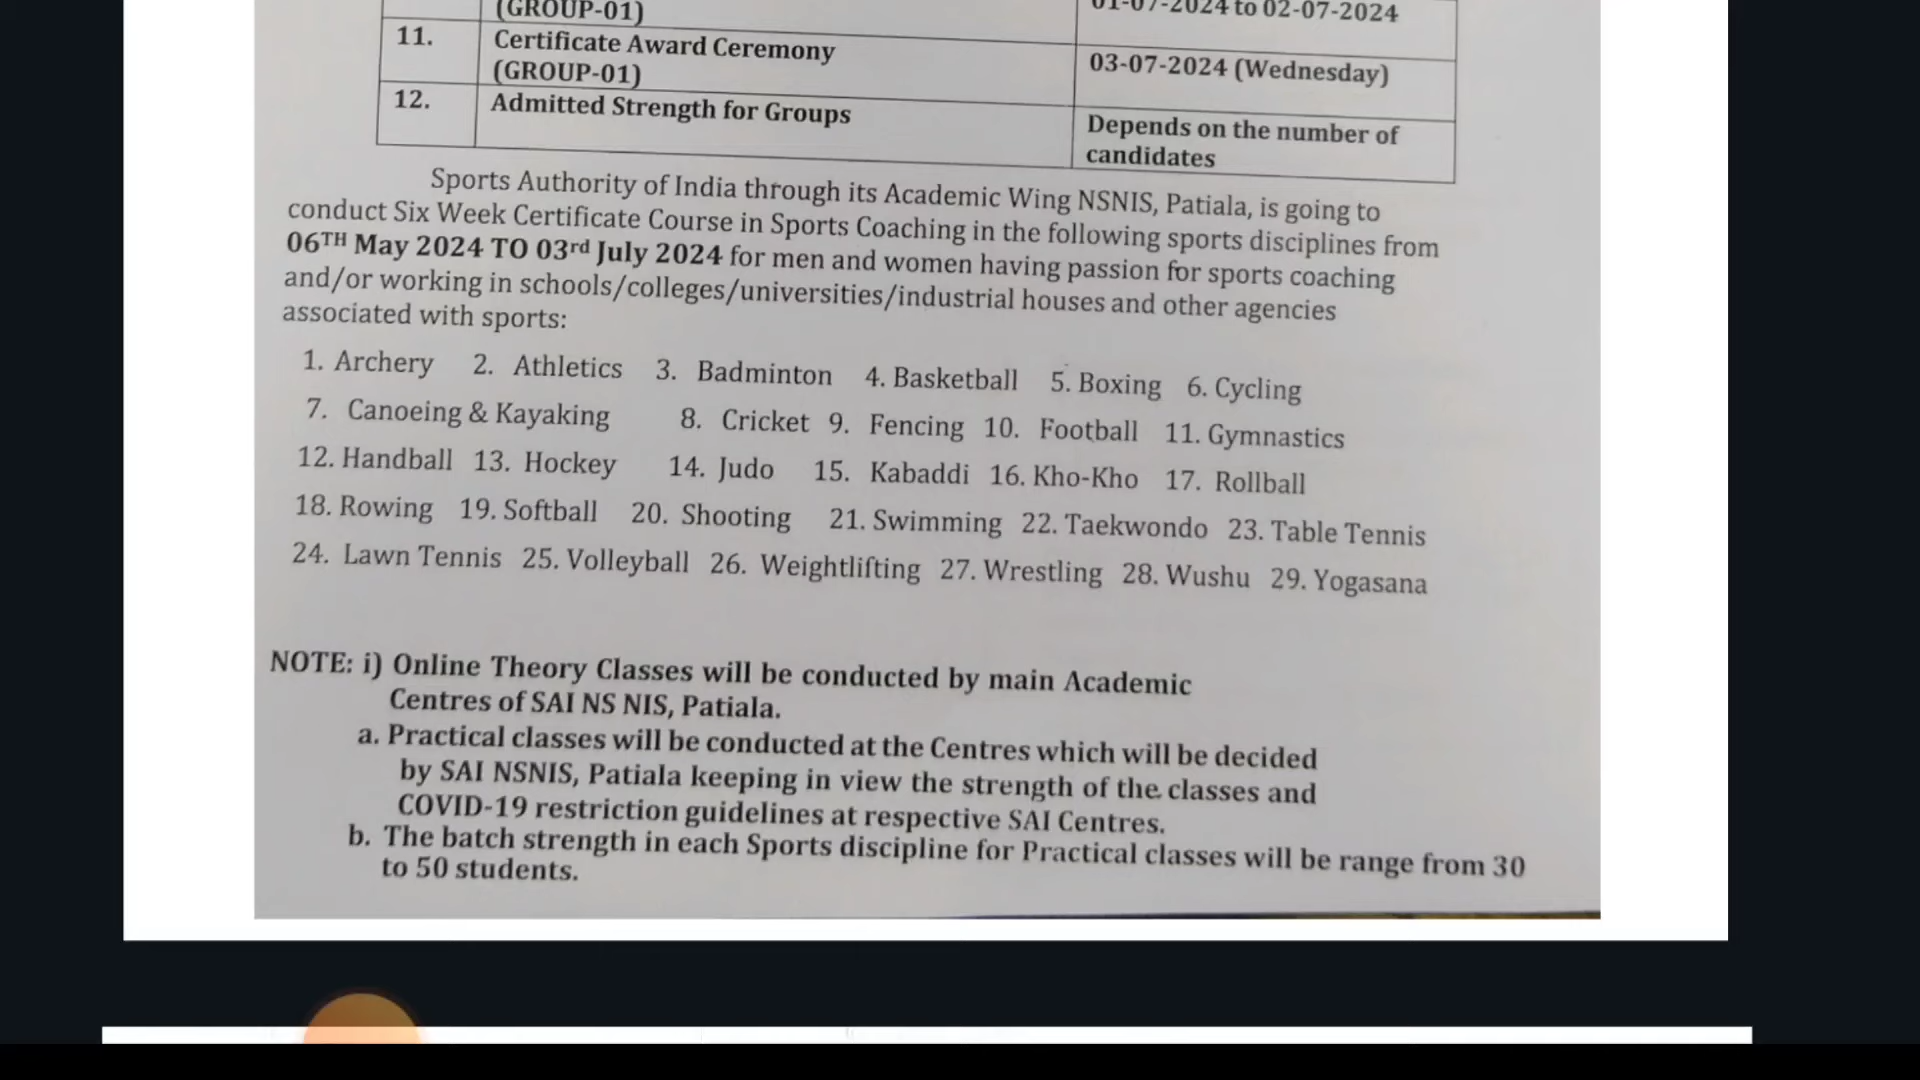 (GROUP-01)
01-07-2024 to 02-07-2024
11. Certificate Award Ceremony
(GROUP-01)
03-07-2024 (Wednesday)
12. Admitted Strength for Groups
Depends on the number of
candidates
Sports Authority of India through its Academic Wing NSNIS, Patiala, is going to
conduct Six Week Certificate Course in Sports Coaching in the following sports disciplines from
06TH May 2024 TO 03rd July 2024 for men and women having passion for sports coaching
and/or working in schools/colleges/universities/industrial houses and other agencies
associated with sports:
1. Archery 2. Athletics 3. Badminton 4. Basketball 5. Boxing 6. Cycling
7. Canoeing & Kayaking 8. Cricket 9. Fencing 10. Football 11. Gymnastics
12. Handball 13. Hockey 14. Judo 15. Kabaddi 16. Kho-Kho 17. Rollball
18. Rowing 19. Softball 20. Shooting 21. Swimming 22. Taekwondo 23. Table Tennis
24. Lawn Tennis 25. Volleyball 26. Weightlifting 27. Wrestling 28. Wushu 29. Yogasana
NOTE: i) Online Theory Classes will be conducted by main Academic
Centres of SAI NS NIS, Patiala.
a. Practical classes will be conducted at the Centres which will be decided
by SAI NSNIS, Patiala keeping in view the strength of the classes and
COVID-19 restriction guidelines at respective SAI Centres.
b. The batch strength in each Sports discipline for Practical classes will be range from 30
to 50 students.